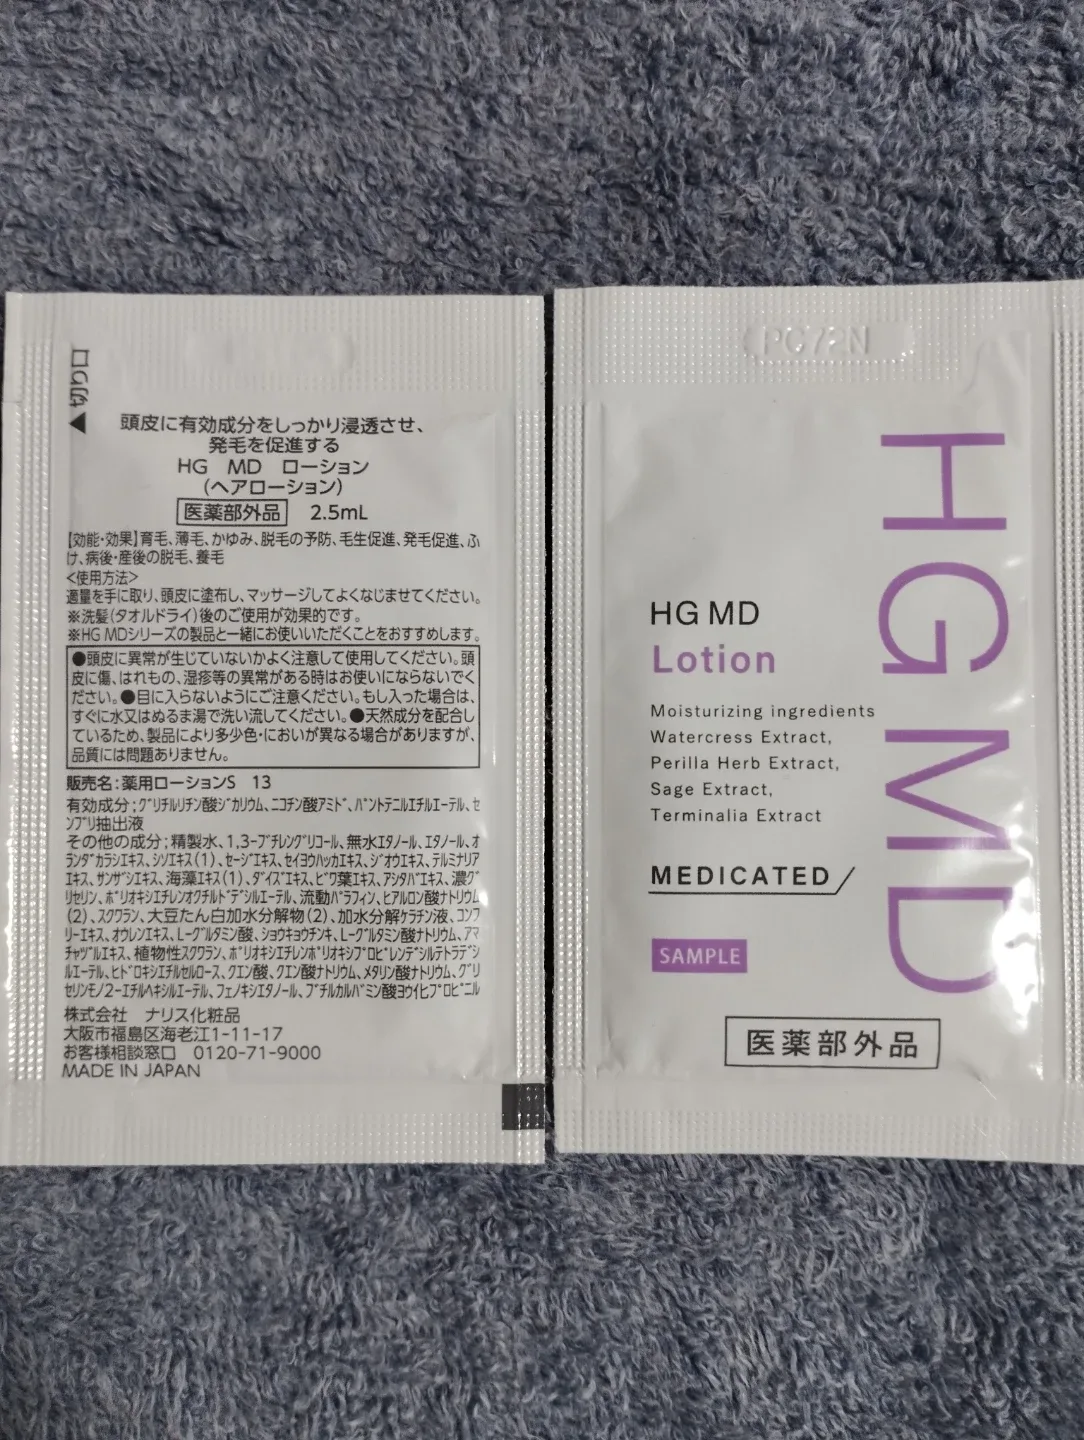 頭皮に有効成分をしっかり浸透させ、
発毛を促進する
HG MD ローション
(ヘアローション)
医薬部外品 2.5mL
【効能・効果】育毛、薄毛、かゆみ、脱毛の予防、毛生促進、発毛促進、ふ
け、病後・産後の脱毛、養毛
<使用方法>
適量を手に取り、頭皮に塗布し、マッサージしてよくなじませてください。
※洗髪(タオルドライ)後のご使用が効果的です。
※HG MDシリーズの製品と一緒にお使いいただくことをおすすめします。
●頭皮に異常が生じていないかよく注意して使用してください。頭
皮に傷、はれもの、湿疹等の異常がある時はお使いにならないでく
ださい。●目に入らないようにご注意ください。もし入った場合は、
すぐに水又はぬるま湯で洗い流してください。●天然成分を配合し
ているため、製品により多少色・においが異なる場合がありますが、
品質には問題ありません。
販売名:薬用ローションS 13
有効成分;グリチルリチン酸ジカリウム、ニコチン酸アミド、パントテニルエチルエーテル、セ
ンブリ抽出液
その他の成分;精製水、1,3-ブチレングリコール、無水エタノール、エタノール、オ
ランダカラシエキス、シソエキス(1)、セージエキス、セイヨウハッカエキス、ジオウエキス、テルミナリア
エキス、サンザシエキス、海藻エキス(1)、ダイズエキス、ビワ葉エキス、アシタバエキス、濃グ
リセリン、ポリオキシエチレンオクチルドデシルエーテル、流動パラフィン、ヒアルロン酸ナトリウム
(2)、スクワラン、大豆たん白加水分解物(2)、加水分解ケラチン液、コンフ
リーエキス、オウレンエキス、L-グルタミン酸、ショウキョウチンキ、L-グルタミン酸ナトリウム、アマ
チャヅルエキス、植物性スクワラン、ポリオキシエチレンポリオキシプロピレンデシルテトラデシ
ルエーテル、ヒドロキシエチルセルロース、クエン酸、クエン酸ナトリウム、メタリン酸ナトリウム、グリ
セリンモノ2-エチルヘキシルエーテル、フェノキシエタノール、ブチルカルバミン酸ヨウ化プロピニル
株式会社 ナリス化粧品
大阪市福島区海老江1-11-17
お客様相談窓口 0120-71-9000
MADE IN JAPAN
HG MD
HG MD
Lotion
Moisturizing ingredients
Watercress Extract,
Perilla Herb Extract,
Sage Extract,
Terminalia Extract
MEDICATED
SAMPLE
医薬部外品